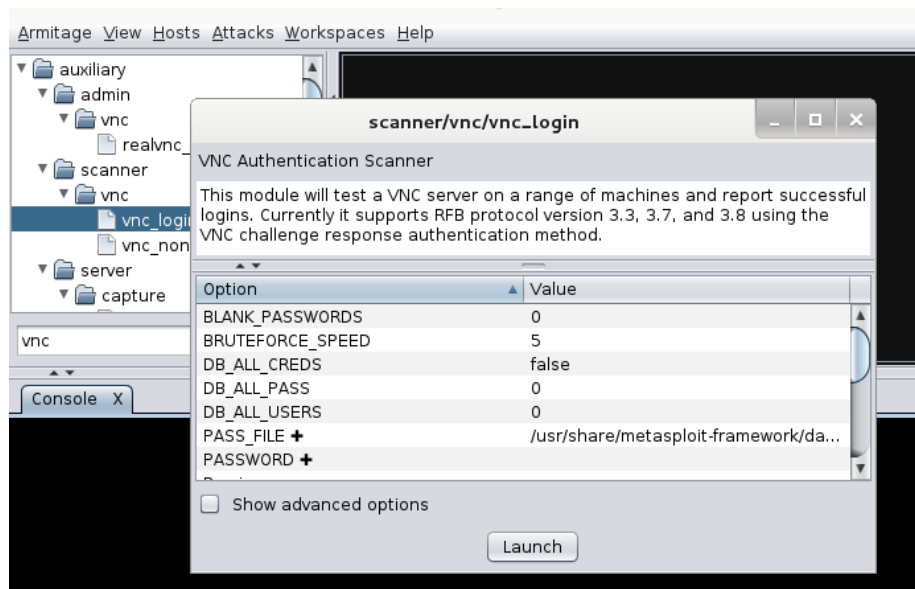 Armitage View Hosts Attacks Workspaces Help
auxiliary
admin
vnc
realvnc_
scanner
vnc
vnc_login
vnc_non
server
capture
vnc
Console X
scanner/vnc/vnc_login
VNC Authentication Scanner
This module will test a VNC server on a range of machines and report successful
logins. Currently it supports RFB protocol version 3.3, 3.7, and 3.8 using the
VNC challenge response authentication method.
Option Value
BLANK_PASSWORDS 0
BRUTEFORCE_SPEED 5
DB_ALL_CREDS false
DB_ALL_PASS 0
DB_ALL_USERS 0
PASS_FILE ✚ /usr/share/metasploit-framework/da...
PASSWORD ✚
Show advanced options
Launch